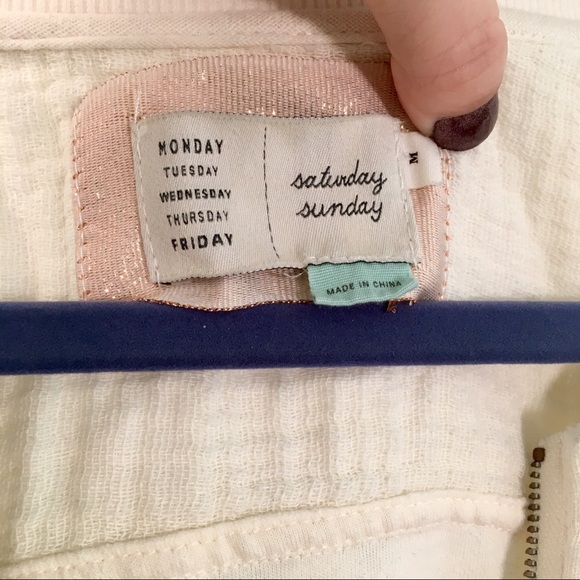 MONDAY
TUESDAY
WEDNESDAY
THURSDAY
FRIDAY
saturday
sunday
M
MADE IN CHINA